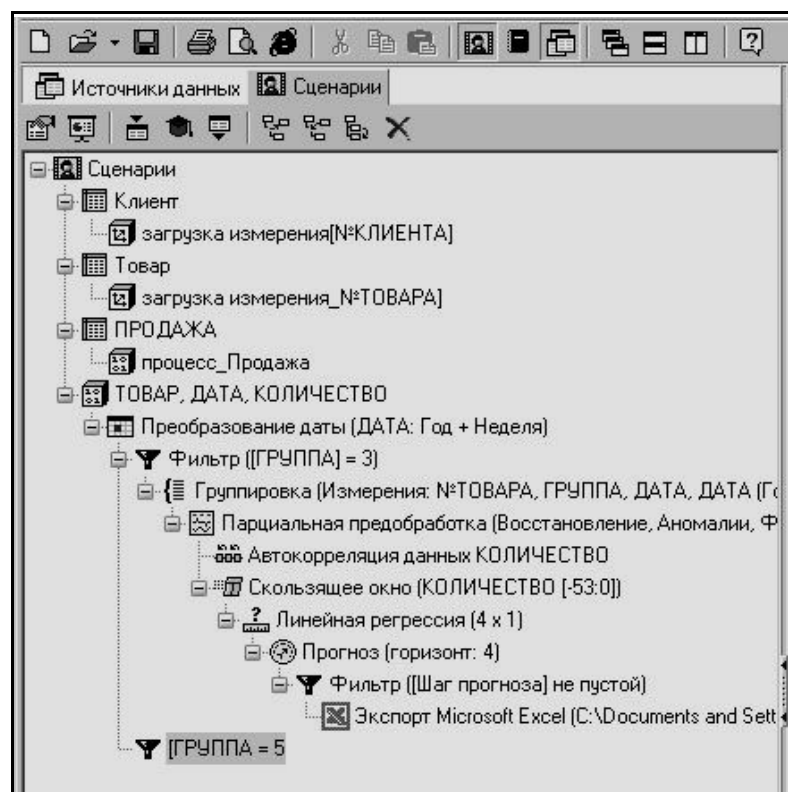 Источники данных Сценарии
Сценарии
Клиент
загрузка измерения[№КЛИЕНТА]
Товар
загрузка измерения_№ТОВАРА]
ПРОДАЖА
процесс_Продажа
ТОВАР, ДАТА, КОЛИЧЕСТВО
Преобразование даты (ДАТА: Год + Неделя)
Фильтр ([ГРУППА] = 3)
Группировка (Измерения: №ТОВАРА, ГРУППА, ДАТА, ДАТА (Го
Парциальная предобработка (Восстановление, Аномалии, Ф
Автокорреляция данных КОЛИЧЕСТВО
Скользящее окно (КОЛИЧЕСТВО [-53:0])
Линейная регрессия (4 x 1)
Прогноз (горизонт: 4)
Фильтр ([Шаг прогноза] не пустой)
Экспорт Microsoft Excel (C:\Documents and Sett
[ГРУППА = 5